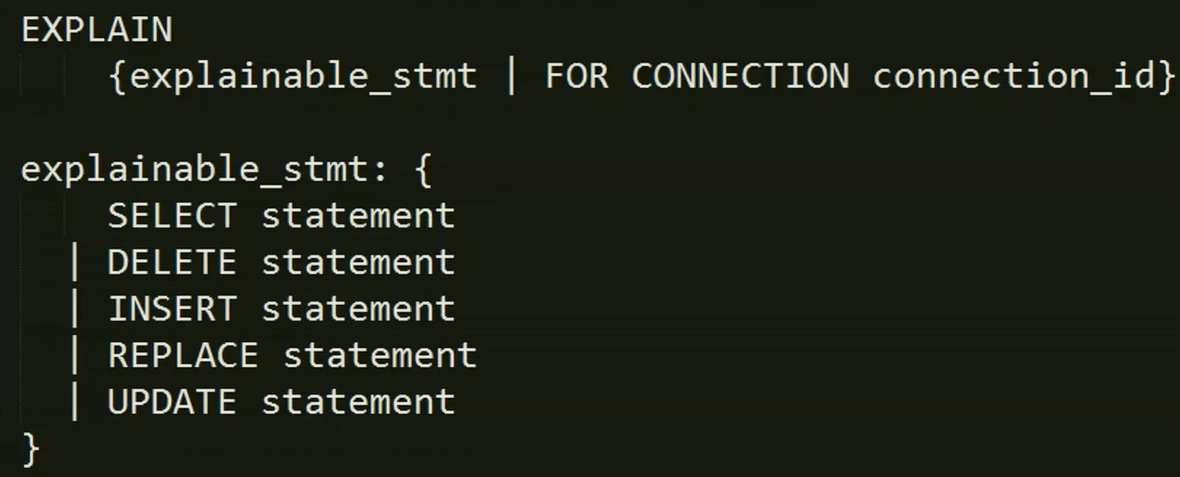 EXPLAIN
{explainable_stmt | FOR CONNECTION connection_id}
explainable_stmt: {
SELECT statement
| DELETE statement
| INSERT statement
| REPLACE statement
| UPDATE statement
}